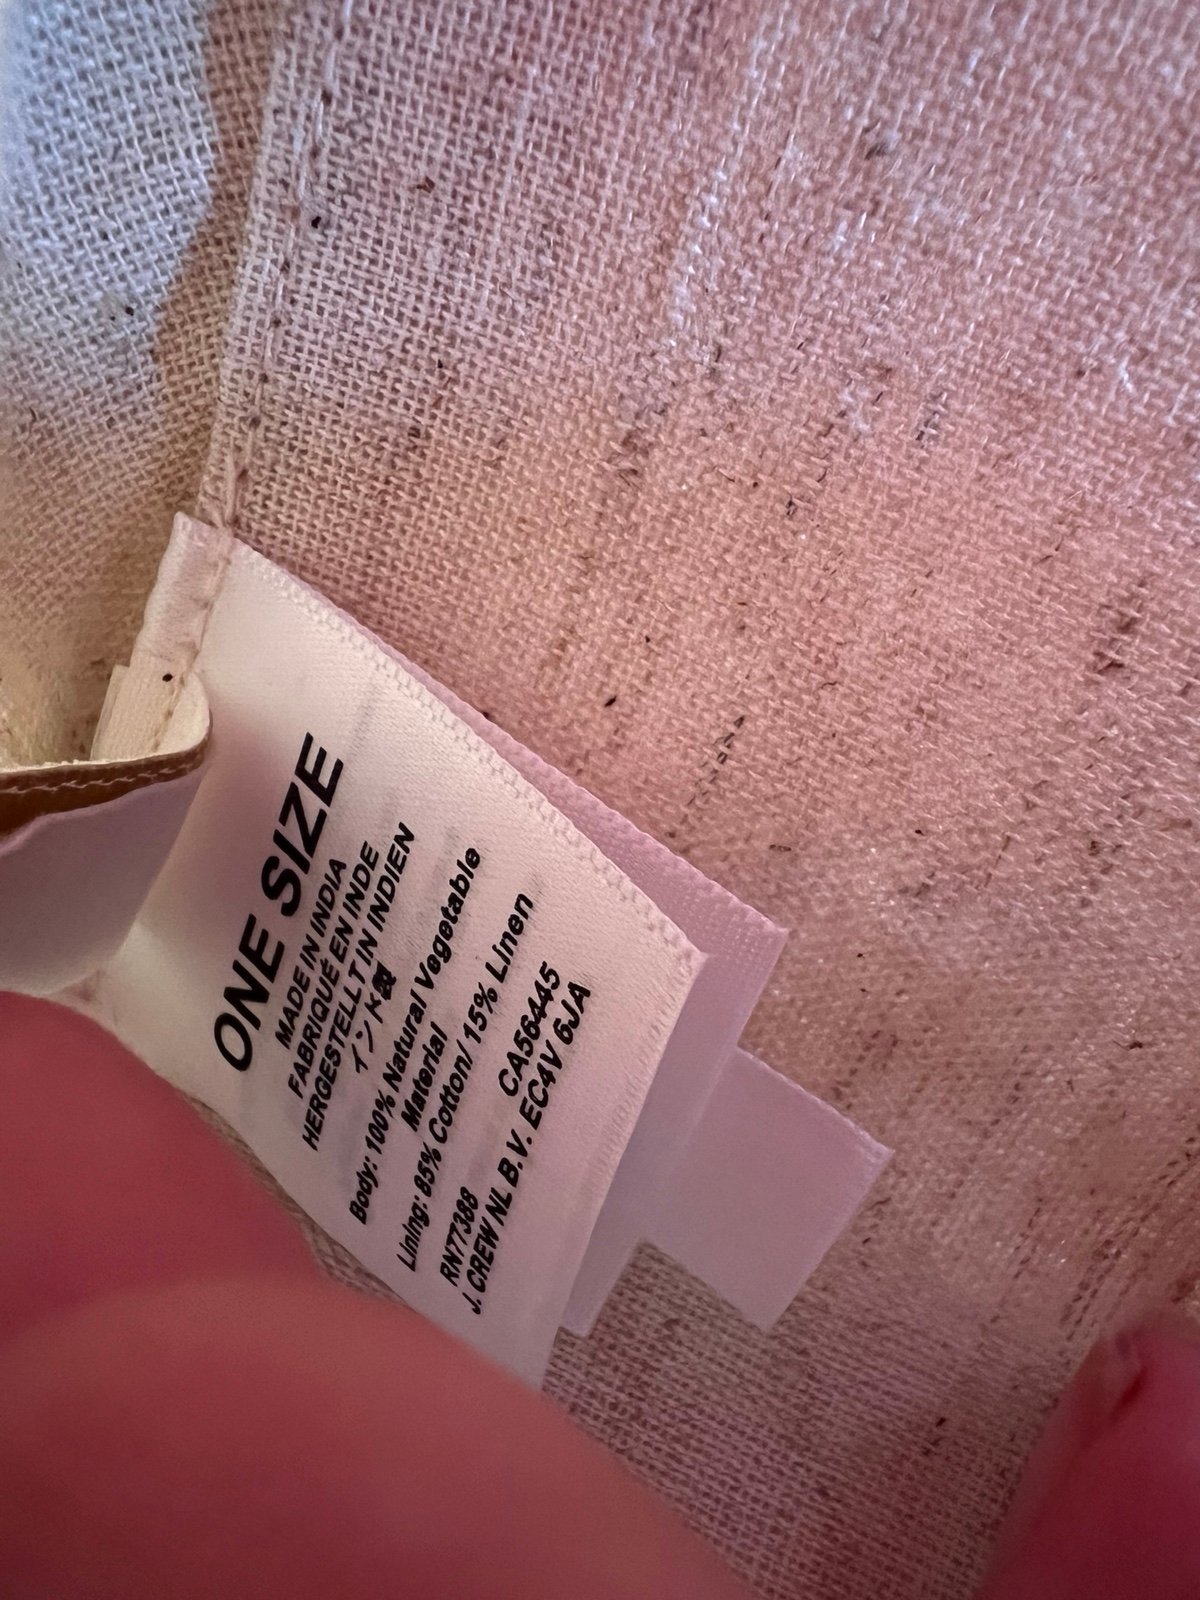 ONE SIZE
MADE IN INDIA
FABRIQUÉ EN INDE
HERGESTELLT IN INDIEN
インド製
Body: 100% Natural Vegetable
Material
Lining: 85% Cotton/ 15% Linen
RN77388 CA56445
J. CREW NL B.V. EC4V 6JA